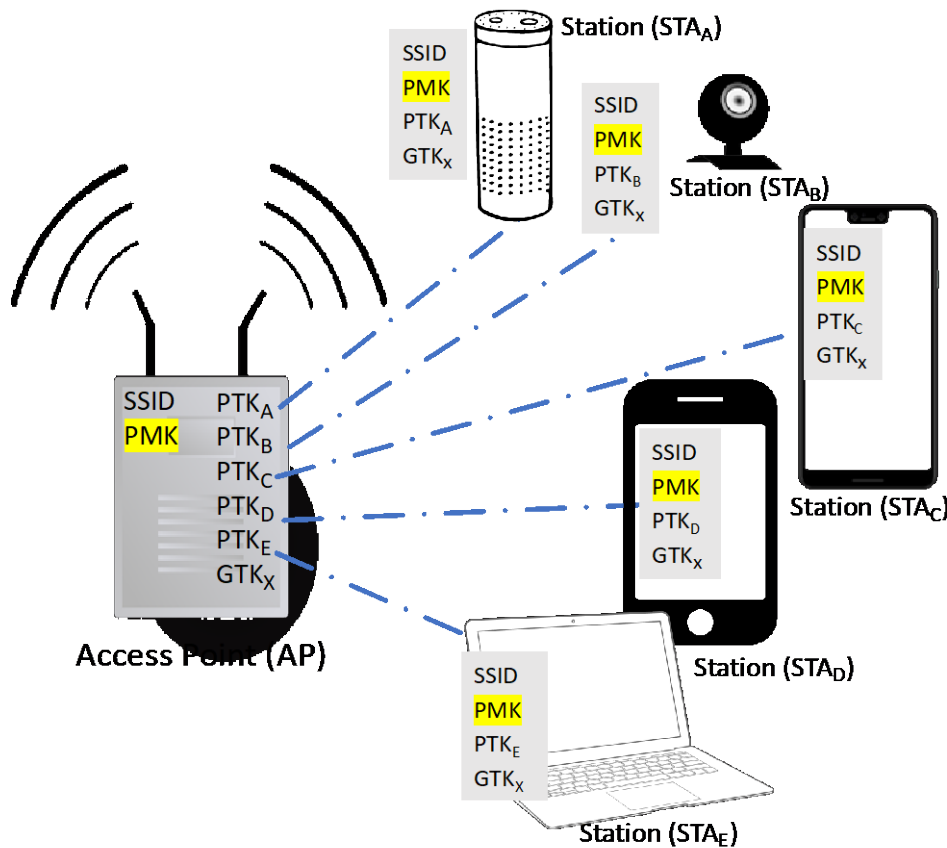 Station (STA_A)
SSID
PMK
PTK_A
GTK_X
SSID
PMK
PTK_B
GTK_X
Station (STA_B)
SSID
PMK
PTK_C
GTK_X
Station (STA_C)
SSID PTK_A
PMK PTK_B
PTK_C
PTK_D
PTK_E
GTK_X
Access Point (AP)
SSID
PMK
PTK_D
GTK_X
Station (STA_D)
SSID
PMK
PTK_E
GTK_X
Station (STA_E)